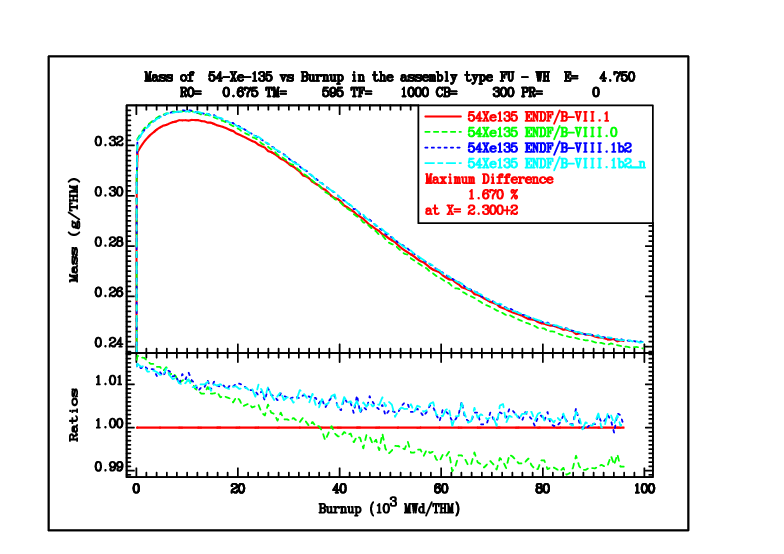 Mass of 54-Xe-135 vs Burnup in the assembly type FU - WH E= 4.750
RO= 0.675 TM= 595 TF= 1000 CB= 300 PR= 0
54Xe135 ENDF/B-VII.1
54Xe135 ENDF/B-VIII.0
54Xe135 ENDF/B-VIII.1b2
54Xe135 ENDF/B-VIII.1b2_n
Maximum Difference
1.670 %
at X= 2.300+2
Mass (g/THM)
0.32
0.30
0.28
0.26
0.24
Ratios
1.01
1.00
0.99
0 20 40 60 80 100
Burnup (10³ MWd/THM)